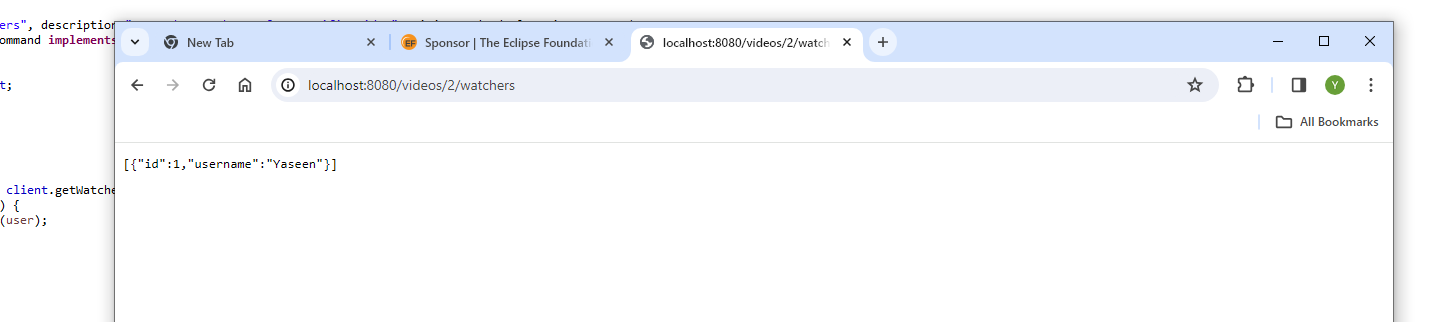 ers", description
ommand implements
New Tab
Sponsor | The Eclipse Foundati
localhost:8080/videos/2/watch
t;
localhost:8080/videos/2/watchers
Y
All Bookmarks
[{"id":1,"username":"Yaseen"}]
client.getWatche
) {
(user);